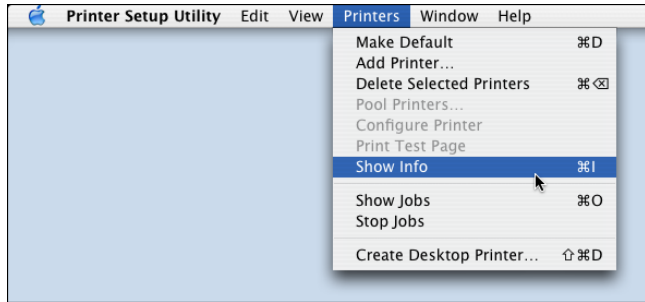 Printer Setup Utility Edit View Printers Window Help
Make Default ⌘D
Add Printer...
Delete Selected Printers ⌘⌫
Pool Printers...
Configure Printer
Print Test Page
Show Info ⌘I
Show Jobs ⌘O
Stop Jobs
Create Desktop Printer... ⇧⌘D